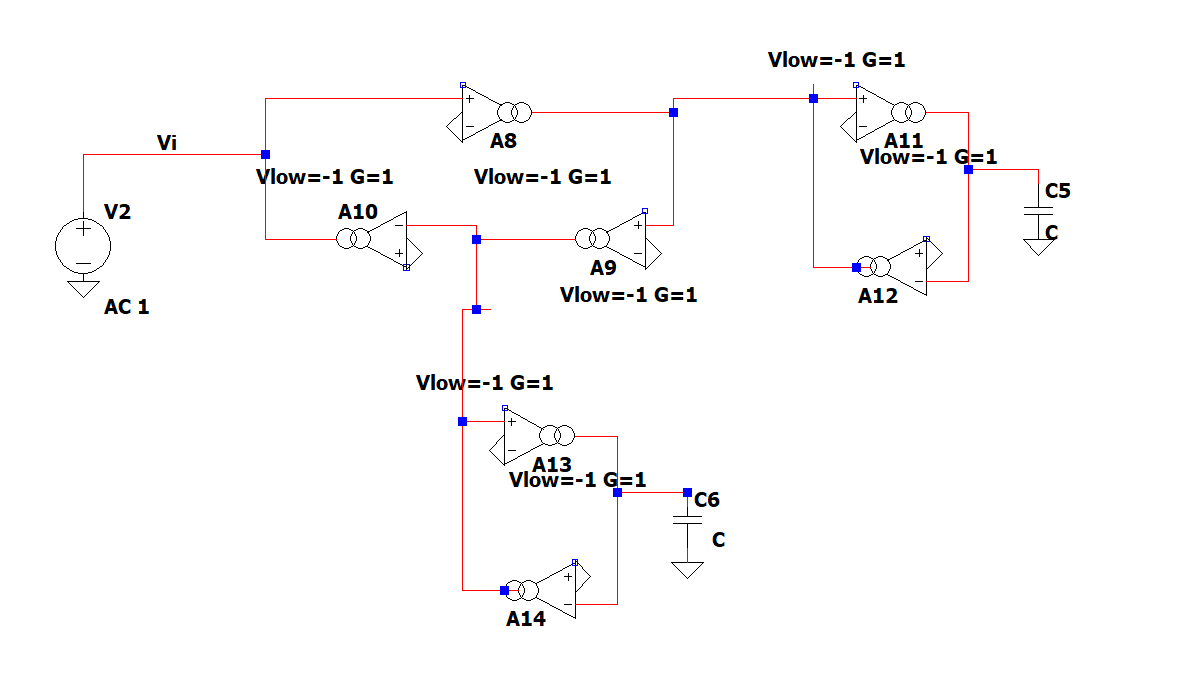 Vlow=-1 G=1
A8
A11
Vlow=-1 G=1
Vi
Vlow=-1 G=1
Vlow=-1 G=1
V2
A10
C5
C
A9
A12
Vlow=-1 G=1
AC 1
Vlow=-1 G=1
A13
Vlow=-1 G=1
C6
C
A14